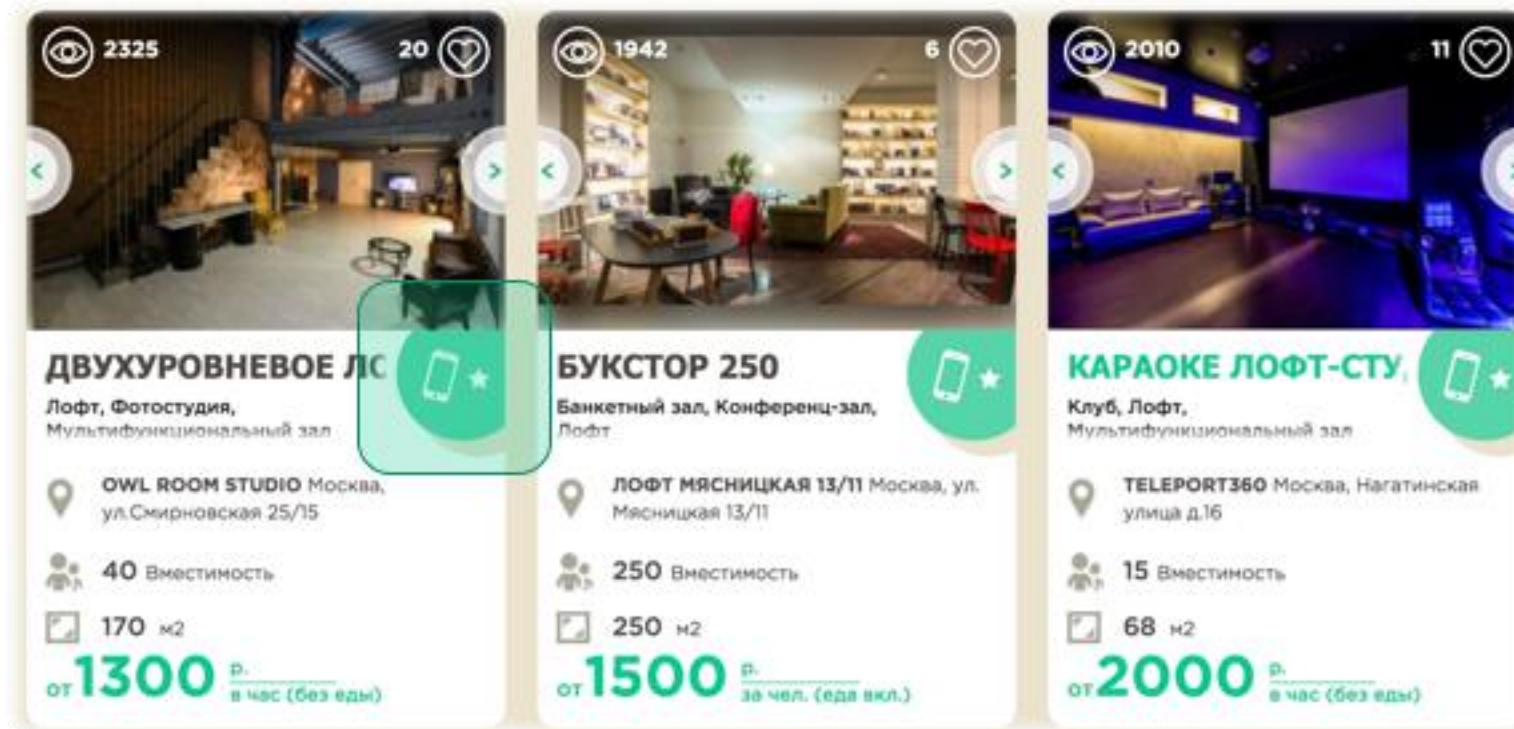 2325
20
ДВУХУРОВНЕВОЕ ЛО
Лофт, Фотостудия,
Мультифункциональный зал
OWL ROOM STUDIO Москва,
ул.Смирновская 25/15
40 Вместимость
170 м2
от 1300 р.
в час (без еды)
1942
6
БУКСТОР 250
Банкетный зал, Конференц-зал,
Лофт
ЛОФТ МЯСНИЦКАЯ 13/11 Москва, ул.
Мясницкая 13/11
250 Вместимость
250 м2
от 1500 р.
за чел. (еда вкл.)
2010
11
КАРАОКЕ ЛОФТ-СТУ
Клуб, Лофт,
Мультифункциональный зал
TELEPORT360 Москва, Нагатинская
улица д.16
15 Вместимость
68 м2
от 2000 р.
в час (без еды)